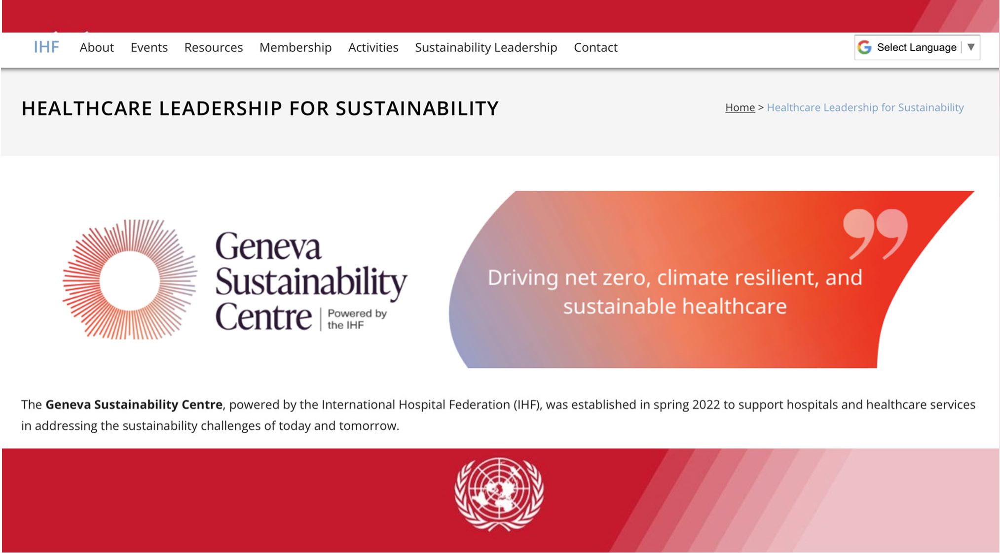 IHF About Events Resources Membership Activities Sustainability Leadership Contact Select Language
HEALTHCARE LEADERSHIP FOR SUSTAINABILITY
Home > Healthcare Leadership for Sustainability
Geneva
Sustainability
Centre
Powered by
the IHF
Driving net zero, climate resilient, and
sustainable healthcare
The Geneva Sustainability Centre, powered by the International Hospital Federation (IHF), was established in spring 2022 to support hospitals and healthcare services
in addressing the sustainability challenges of today and tomorrow.